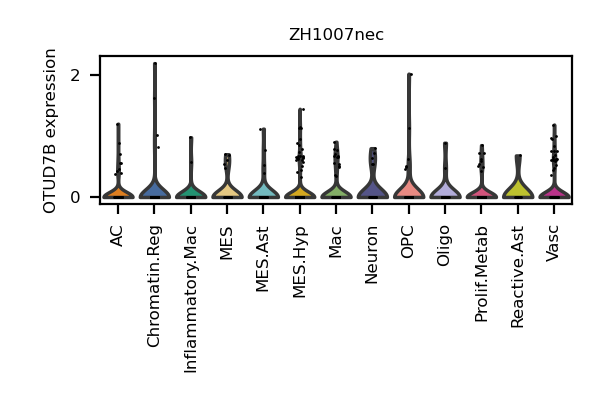 ZH1007nec
OTUD7B expression
2
0
AC
Chromatin.Reg
Inflammatory.Mac
MES
MES.Ast
MES.Hyp
Mac
Neuron
OPC
Oligo
Prolif.Metab
Reactive.Ast
Vasc